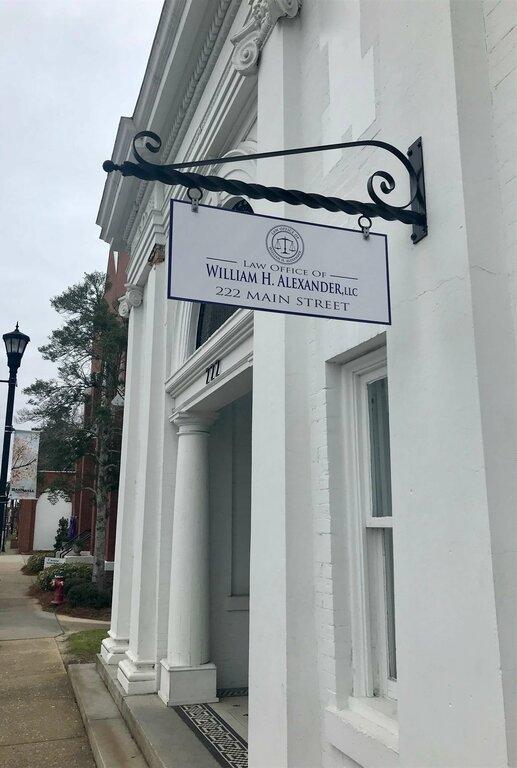 LAW OFFICE OF
WILLIAM H. ALEXANDER, LLC
222 MAIN STREET
222